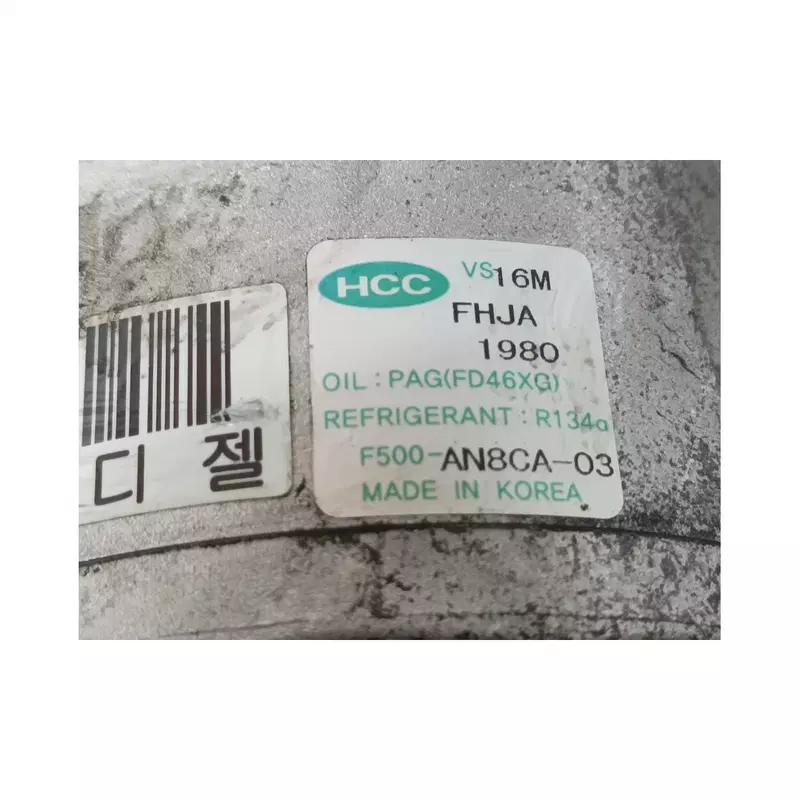 HCC VS16M
FHJA
1980
OIL : PAG(FD46XG)
REFRIGERANT : R134a
F500-AN8CA-03
MADE IN KOREA
디젤